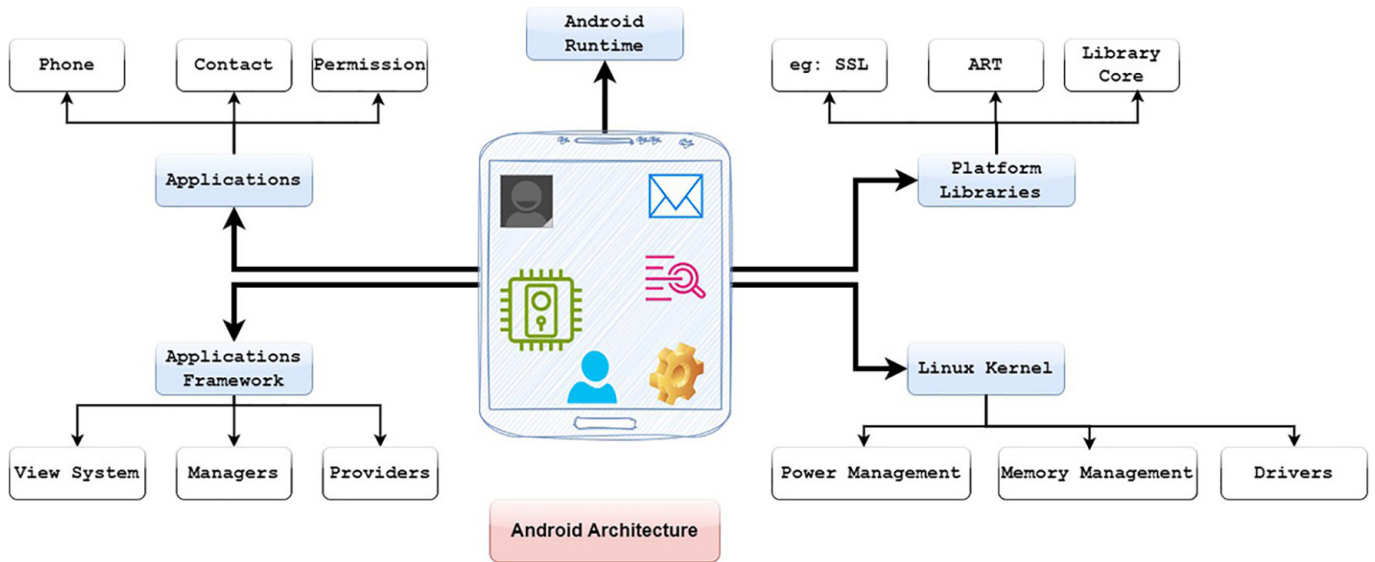 Android
Runtime
Phone
Contact
Permission
eg: SSL
ART
Library
Core
Applications
Platform
Libraries
Applications
Framework
Linux Kernel
View System
Managers
Providers
Power Management
Memory Management
Drivers
Android Architecture